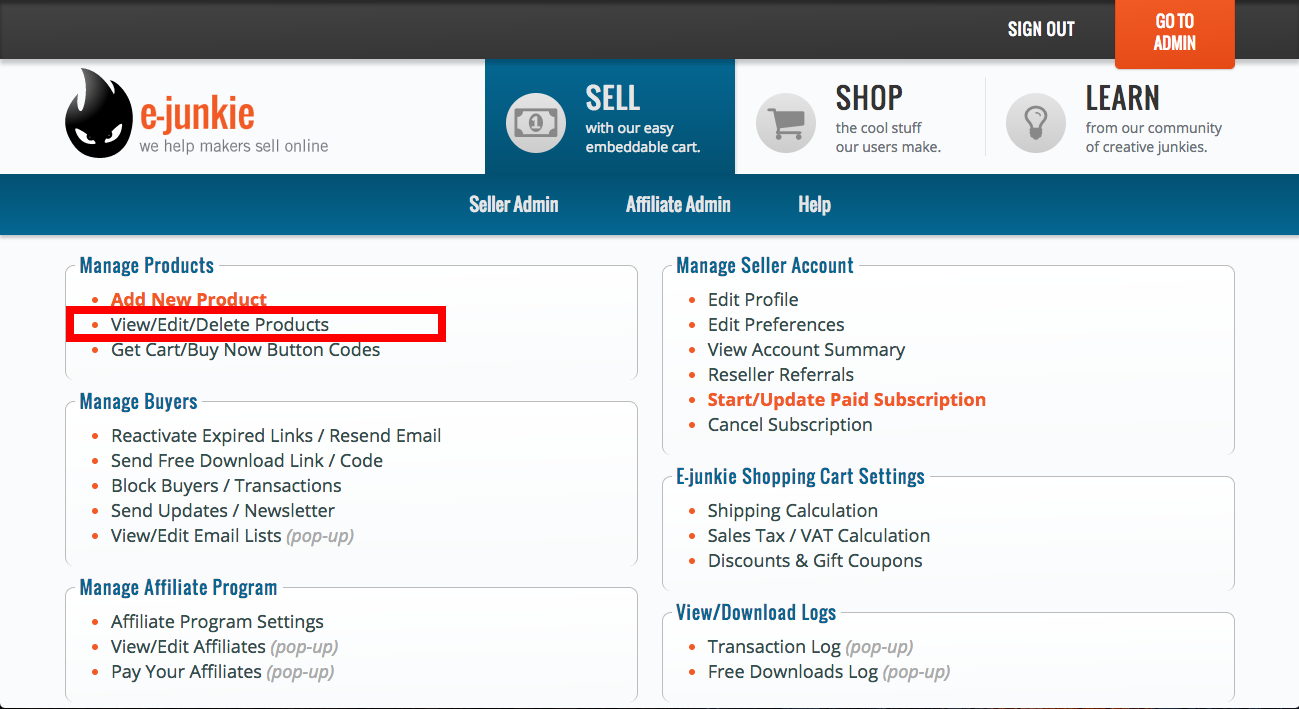 SIGN OUT
GO TO
ADMIN
e-junkie
we help makers sell online
1
SELL
with our easy
embeddable cart.
SHOP
the cool stuff
our users make.
LEARN
from our community
of creative junkies.
Seller Admin
Affiliate Admin
Help
Manage Products
Add New Product
View/Edit/Delete Products
Get Cart/Buy Now Button Codes
Manage Buyers
Reactivate Expired Links / Resend Email
Send Free Download Link / Code
Block Buyers / Transactions
Send Updates / Newsletter
View/Edit Email Lists (pop-up)
Manage Affiliate Program
Affiliate Program Settings
View/Edit Affiliates (pop-up)
Pay Your Affiliates (pop-up)
Manage Seller Account
Edit Profile
Edit Preferences
View Account Summary
Reseller Referrals
Start/Update Paid Subscription
Cancel Subscription
E-junkie Shopping Cart Settings
Shipping Calculation
Sales Tax / VAT Calculation
Discounts & Gift Coupons
View/Download Logs
Transaction Log (pop-up)
Free Downloads Log (pop-up)